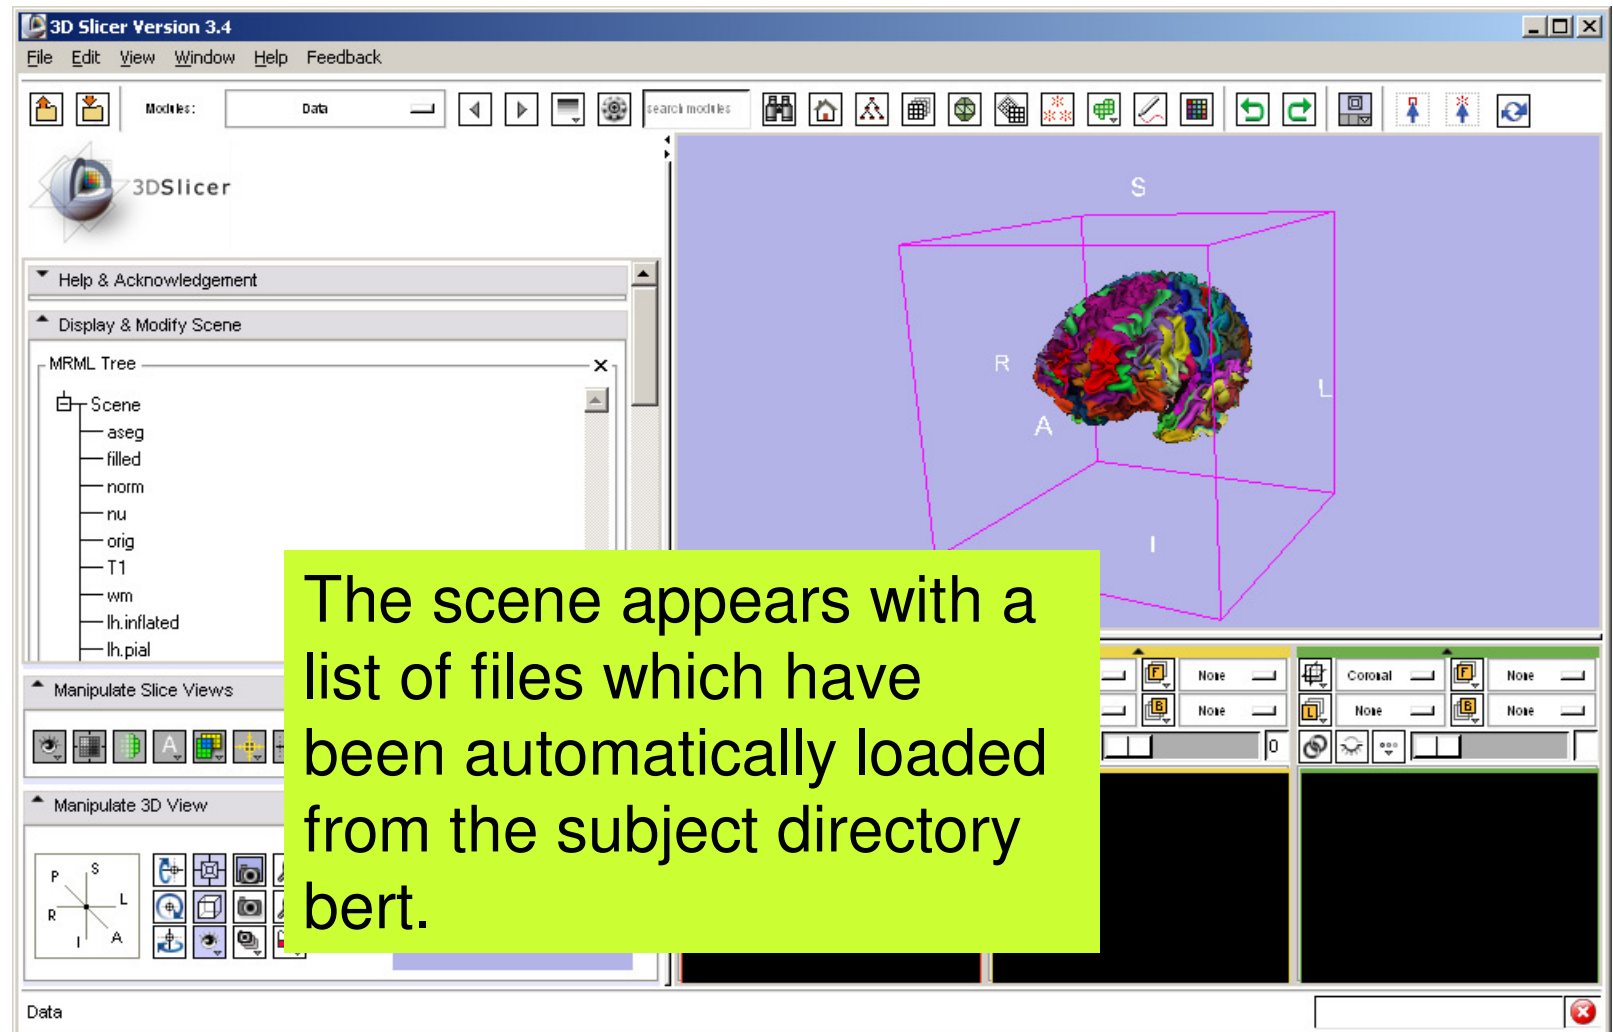 3D Slicer Version 3.4
File Edit View Window Help Feedback
Modules: Data search modules
3DSlicer
Help & Acknowledgement
Display & Modify Scene
MRML Tree
Scene
aseg
filled
norm
nu
orig
T1
wm
lh.inflated
lh.pial
Manipulate Slice Views
A
Manipulate 3D View
P S
L
R
I A
S
R
L
A
I
The scene appears with a
list of files which have
been automatically loaded
from the subject directory
bert.
F None
B None
0
Coronal F None
L None B None
Data